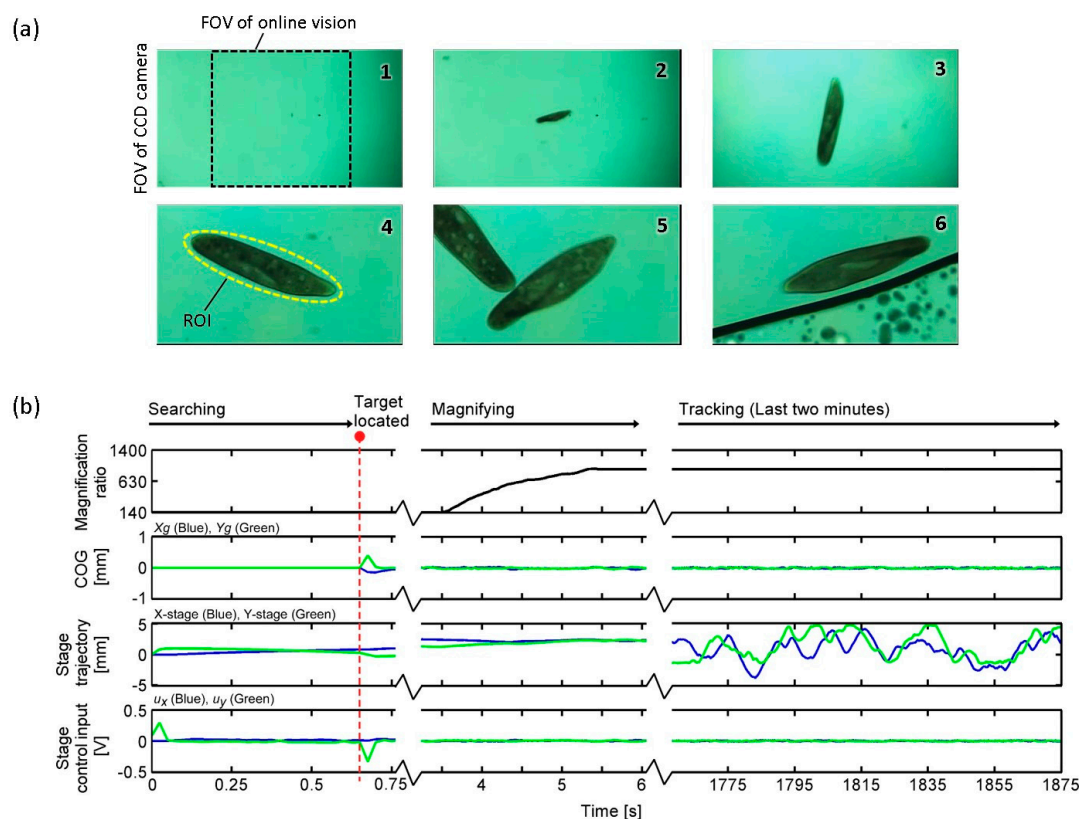 (a)
FOV of online vision
FOV of CCD camera
1
2
3
4
5
6
ROI
(b)
Searching
Target
located
Magnifying
Tracking (Last two minutes)
Magnification
ratio
1400
630
140
Xg (Blue), Yg (Green)
COG
[mm]
1
0
-1
X-stage (Blue), Y-stage (Green)
Stage
trajectory
[mm]
5
0
-5
ux (Blue), uy (Green)
Stage
control input
[V]
0.5
0
-0.5
0 0.25 0.5 0.75 4 5 6 1775 1795 1815 1835 1855 1875
Time [s]